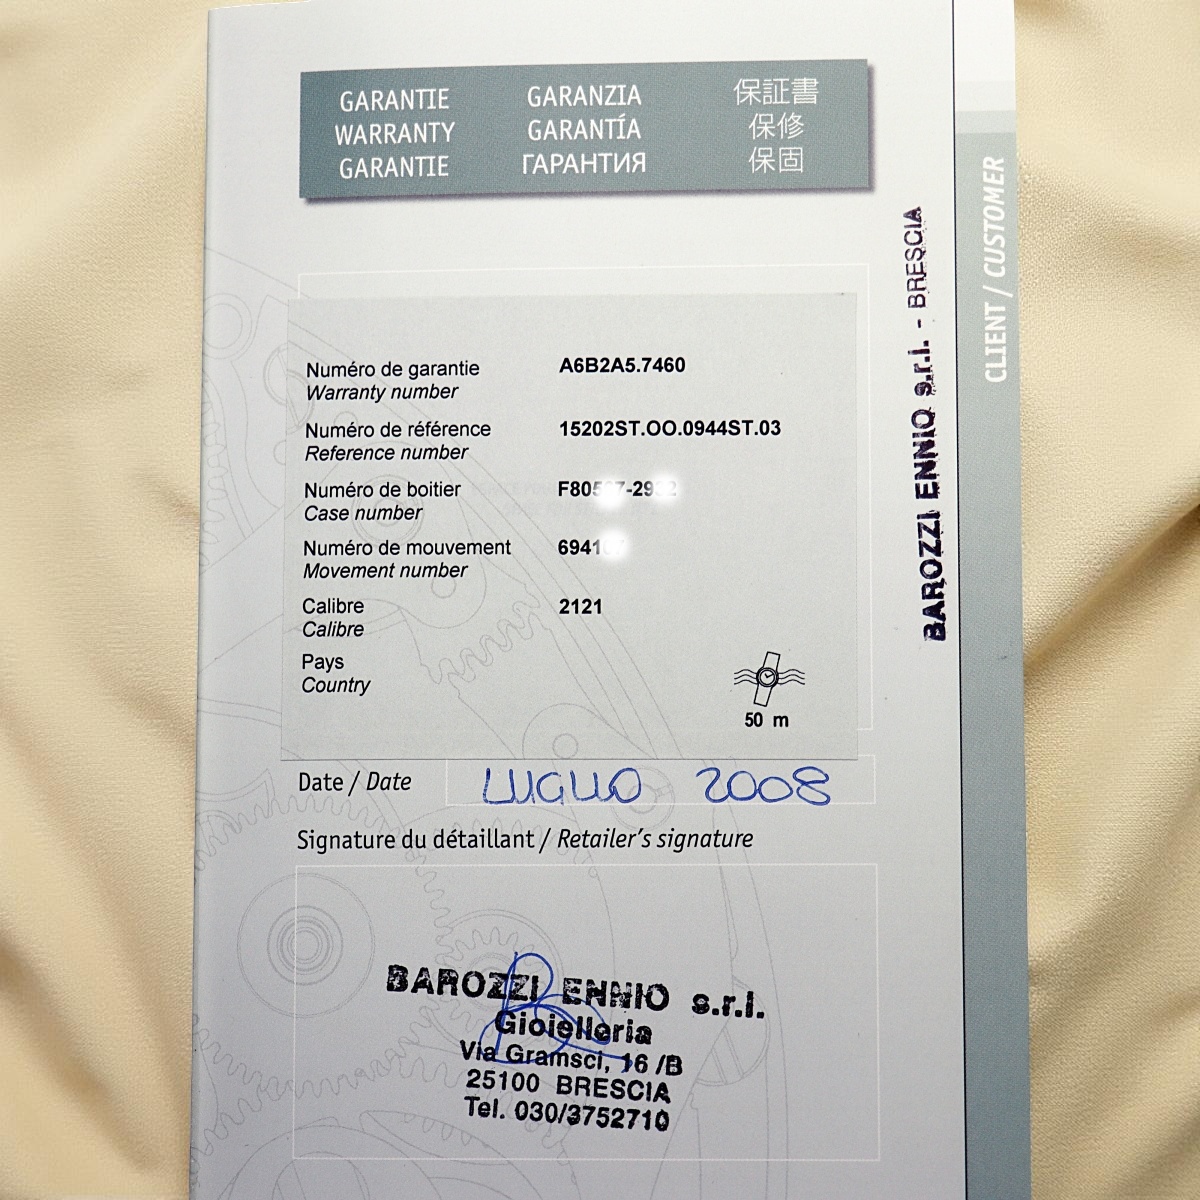 GARANTIE GARANZIA 保証書
WARRANTY GARANTÍA 保修
GARANTIE ГАРАНТИЯ 保固
CLIENT / CUSTOMER
BAROZZI ENNIO s.r.l. - BRESCIA
Numéro de garantie A6B2A5.7460
Warranty number
Numéro de référence 15202ST.OO.0944ST.03
Reference number
Numéro de boitier
Case number
Numéro de mouvement
Movement number
Calibre 2121
Calibre
Pays
Country
50 m
Date / Date LUGLIO 2008
Signature du détaillant / Retailer's signature
BAROZZI ENNIO s.r.l.
Gioielleria
Via Gramsci, 16 /B
25100 BRESCIA
Tel. 030/3752710